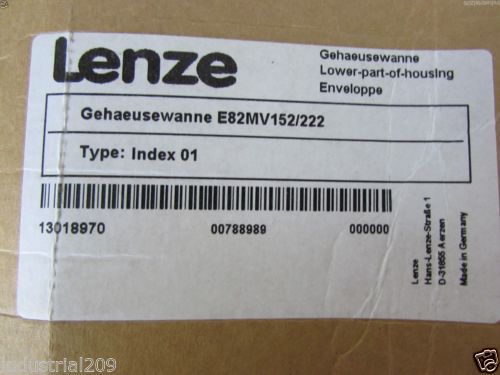 Lenze
Gehaeusewanne
Lower-part-of-housing
Enveloppe
Gehaeusewanne E82MV152/222
Type: Index 01
13018970
00788989
000000
Lenze
Hans-Lenze-Straße 1
D-31855 Aerzen
Made in Germany
ebay
industrial209